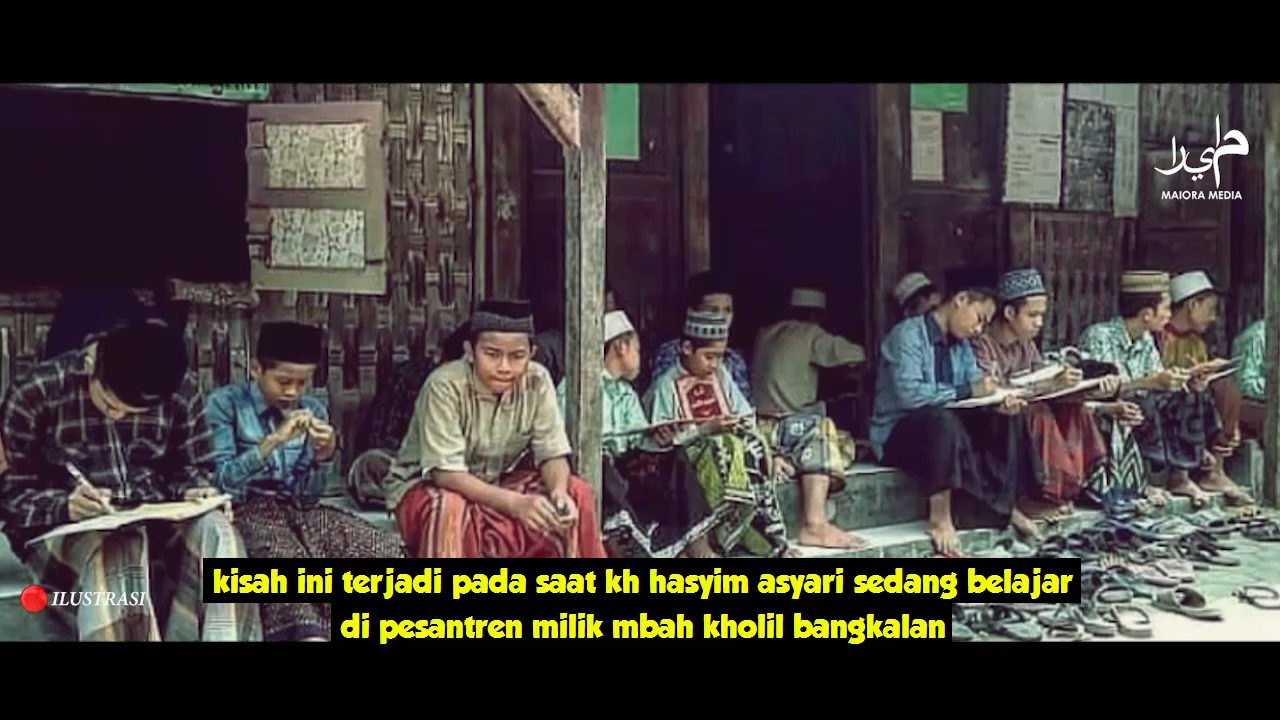 مايرا
MAIORA MEDIA
ILUSTRASI
kisah ini terjadi pada saat kh hasyim asyari sedang belajar
di pesantren milik mbah kholil bangkalan